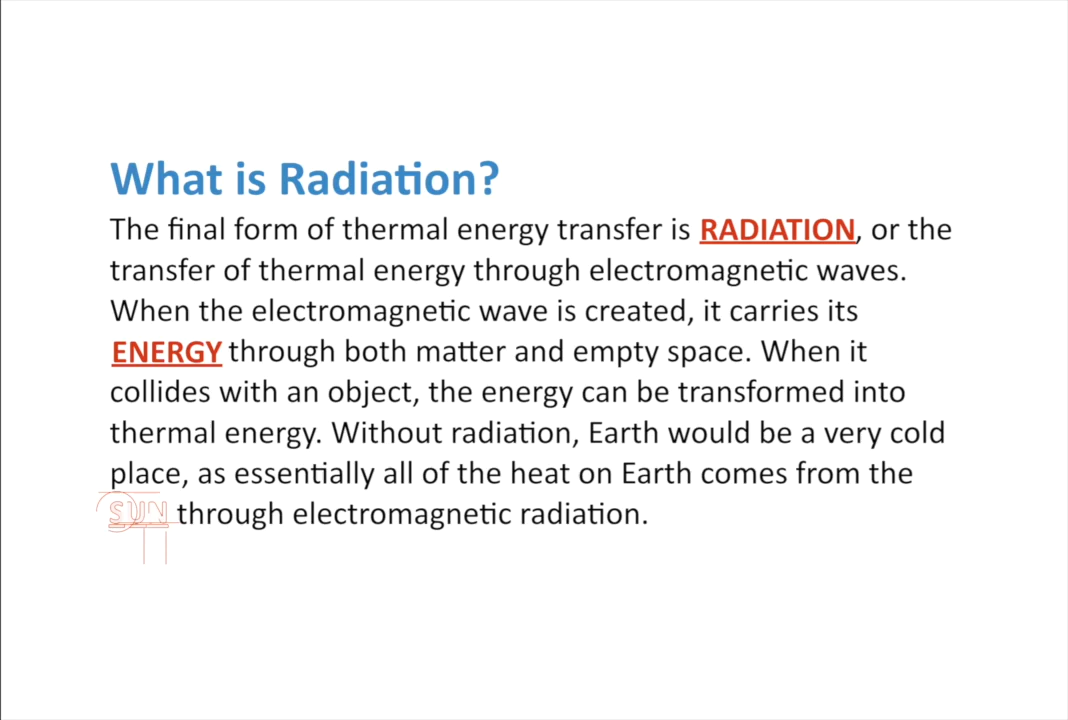 What is Radiation?
The final form of thermal energy transfer is RADIATION, or the
transfer of thermal energy through electromagnetic waves.
When the electromagnetic wave is created, it carries its
ENERGY through both matter and empty space. When it
collides with an object, the energy can be transformed into
thermal energy. Without radiation, Earth would be a very cold
place, as essentially all of the heat on Earth comes from the
SUN through electromagnetic radiation.